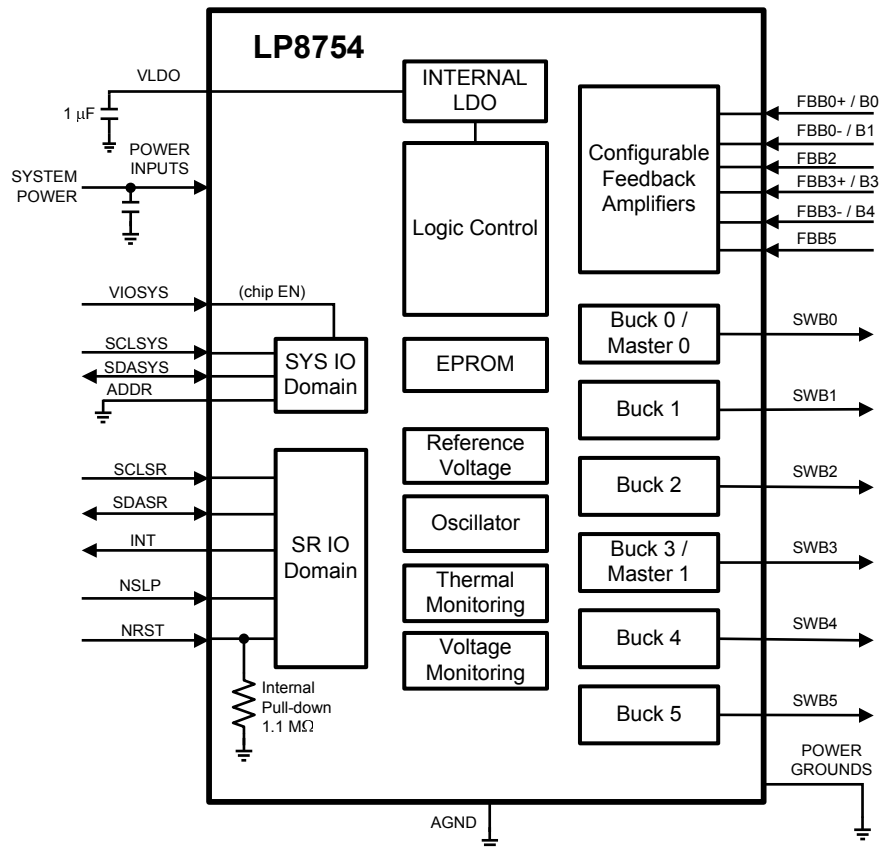 LP8754
VLDO
1 μF
INTERNAL
LDO
POWER
INPUTS
SYSTEM
POWER
Logic Control
Configurable
Feedback
Amplifiers
FBB0+ / B0
FBB0- / B1
FBB2
FBB3+ / B3
FBB3- / B4
FBB5
VIOSYS
(chip EN)
SCLSYS
SDASYS
ADDR
SYS IO
Domain
EPROM
Buck 0 /
Master 0
SWB0
Buck 1
SWB1
Reference
Voltage
Buck 2
SWB2
SCLSR
SDASR
INT
NSLP
NRST
SR IO
Domain
Oscillator
Buck 3 /
Master 1
SWB3
Thermal
Monitoring
Buck 4
SWB4
Voltage
Monitoring
Internal
Pull-down
1.1 MΩ
Buck 5
SWB5
POWER
GROUNDS
AGND